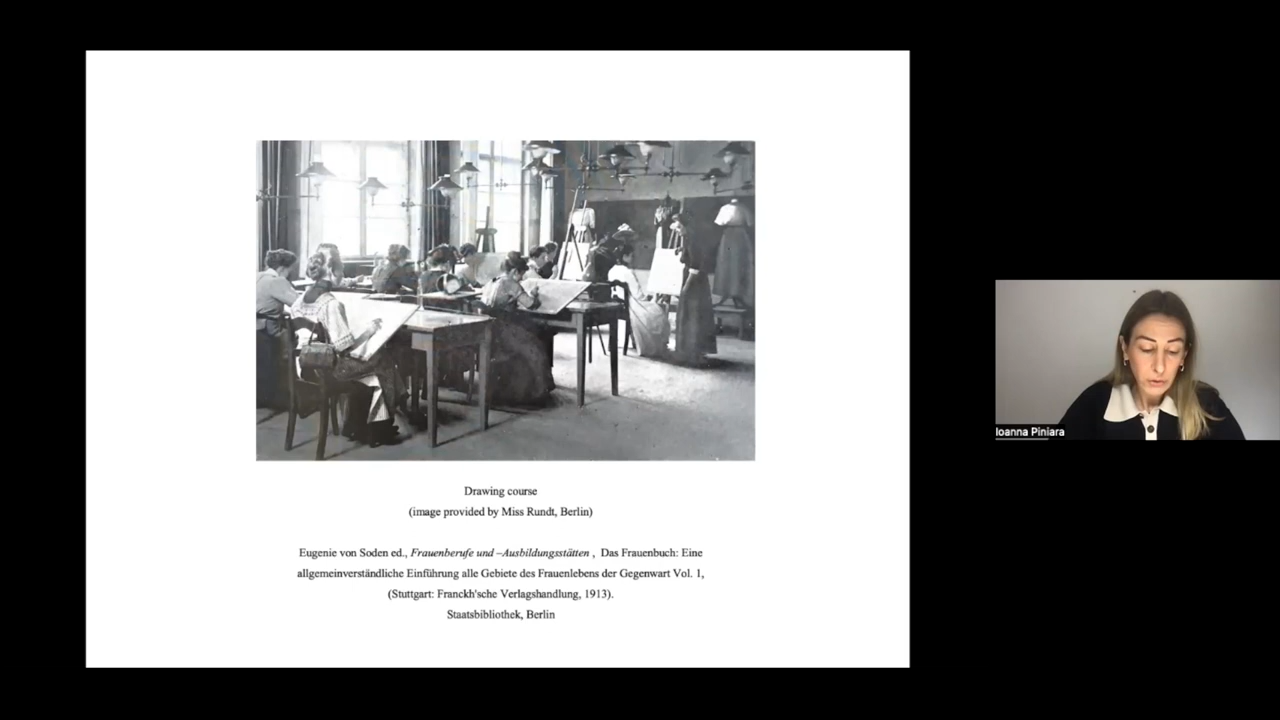 Drawing course
(image provided by Miss Rundt, Berlin)
Eugenie von Soden ed., Frauenberufe und –Ausbildungsstätten , Das Frauenbuch: Eine
allgemeinverständliche Einführung alle Gebiete des Frauenlebens der Gegenwart Vol. 1,
(Stuttgart: Franckh'sche Verlagshandlung, 1913).
Staatsbibliothek, Berlin
Ioanna Piniara